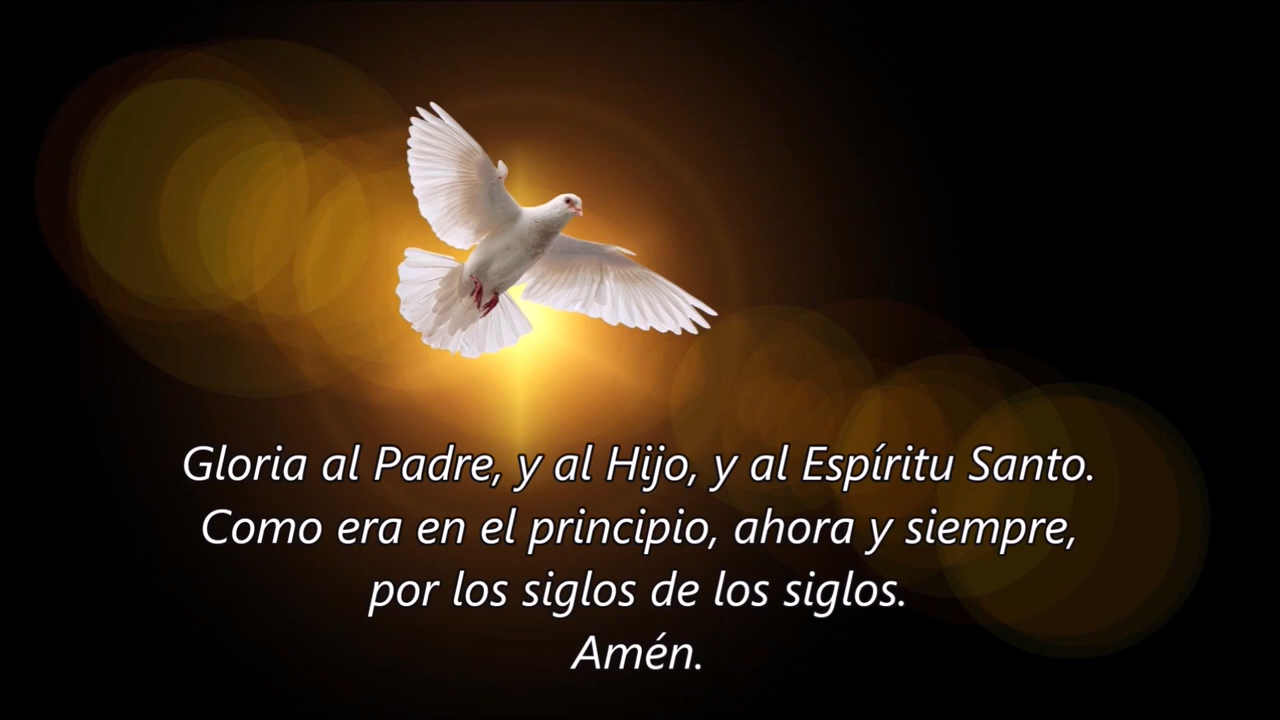 Gloria al Padre, y al Hijo, y al Espíritu Santo.
Como era en el principio, ahora y siempre,
por los siglos de los siglos.
Amén.